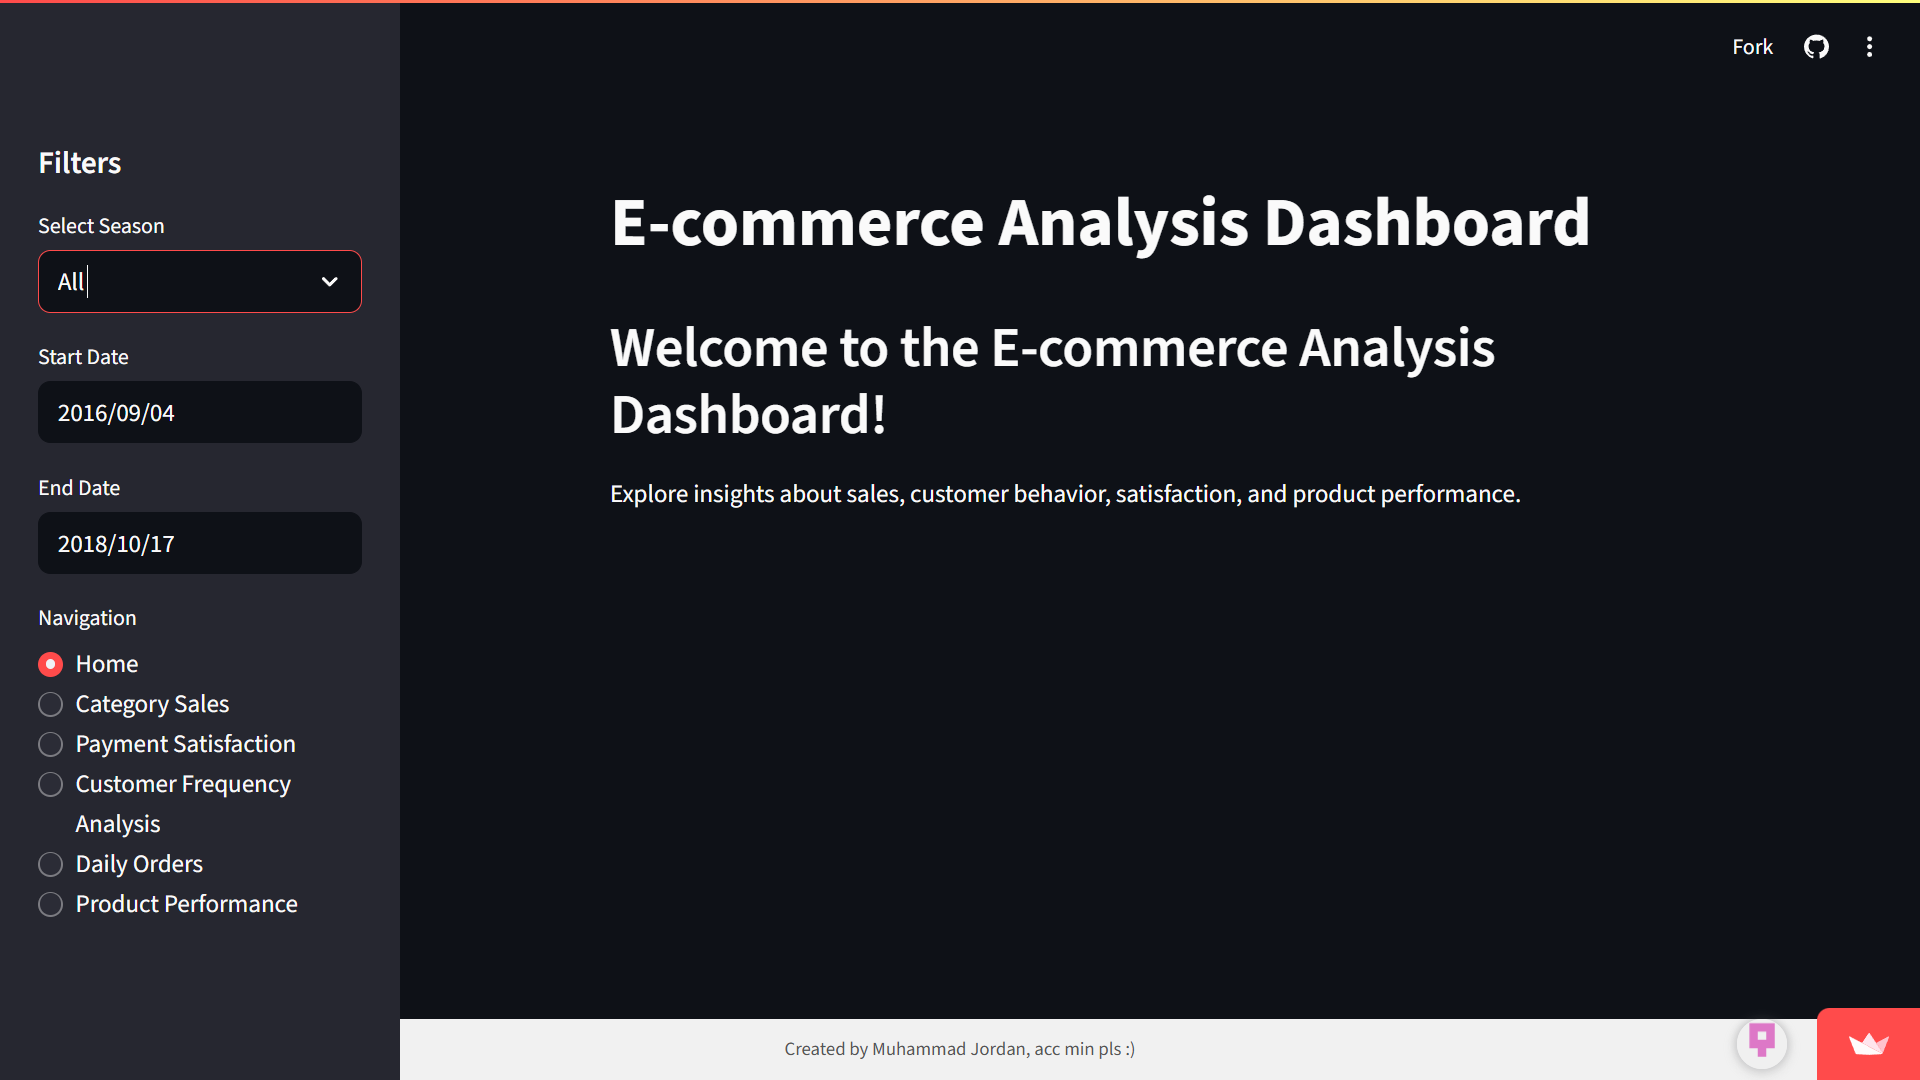 Fork
Filters
Select Season
All
Start Date
2016/09/04
End Date
2018/10/17
Navigation
Home
Category Sales
Payment Satisfaction
Customer Frequency
Analysis
Daily Orders
Product Performance
E-commerce Analysis Dashboard
Welcome to the E-commerce Analysis
Dashboard!
Explore insights about sales, customer behavior, satisfaction, and product performance.
Created by Muhammad Jordan, acc min pls :)